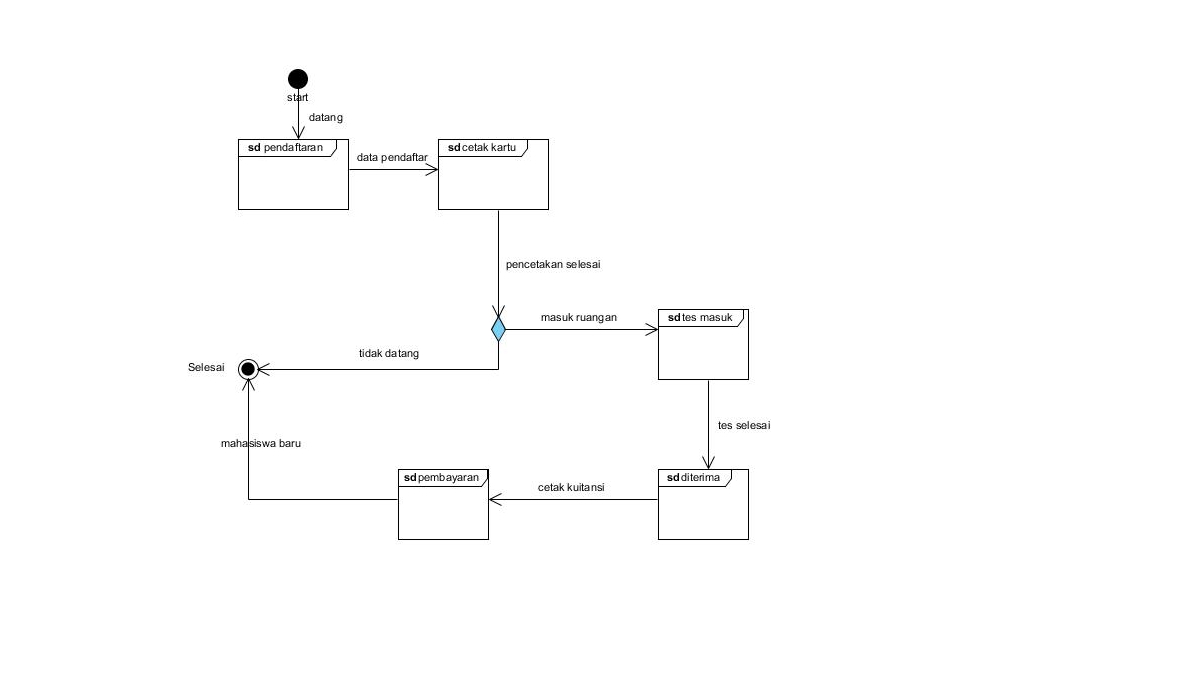 start
datang
sd pendaftaran
data pendaftar
sd cetak kartu
pencetakan selesai
masuk ruangan
sd tes masuk
tidak datang
Selesai
tes selesai
mahasiswa baru
sd pembayaran
cetak kuitansi
sd diterima